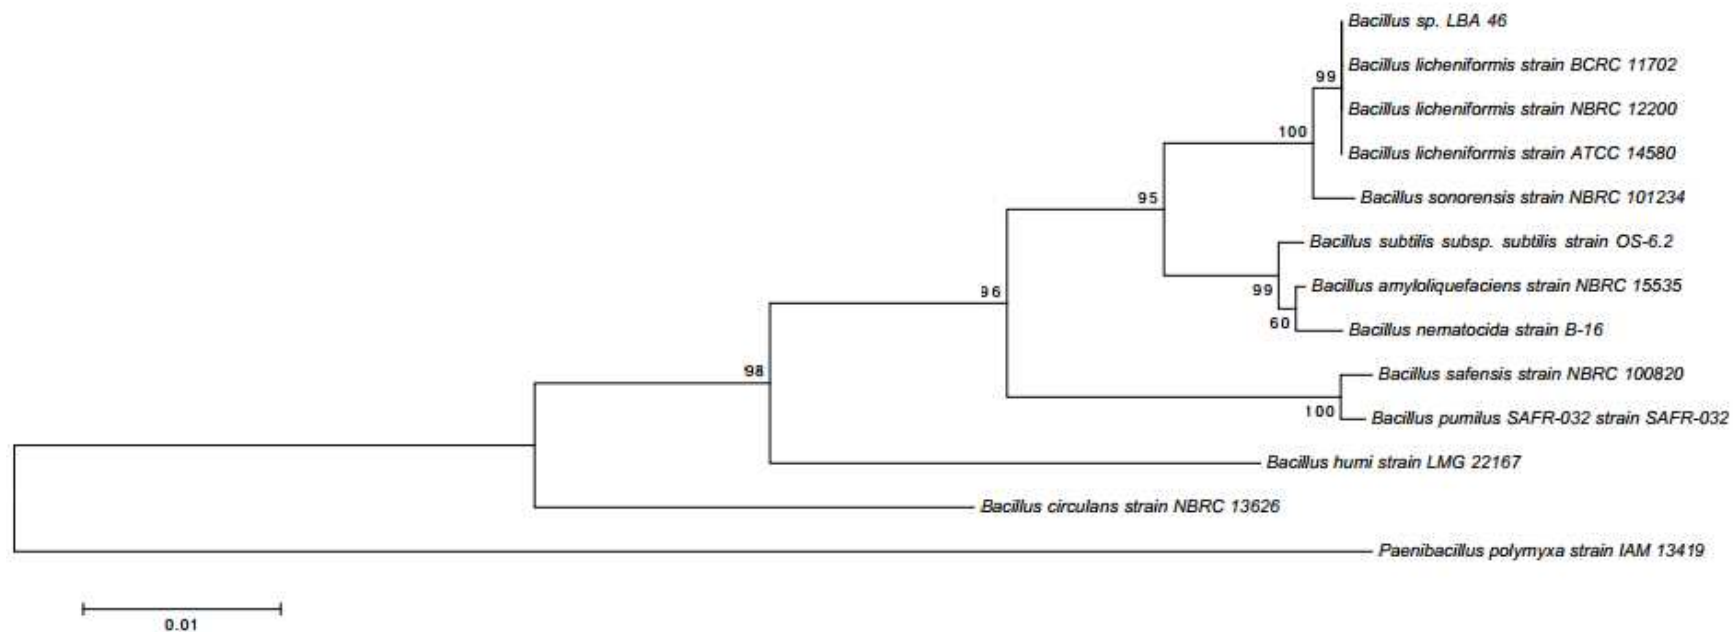 Bacillus sp. LBA 46
Bacillus licheniformis strain BCRC 11702
99
Bacillus licheniformis strain NBRC 12200
100
Bacillus licheniformis strain ATCC 14580
95
Bacillus sonorensis strain NBRC 101234
Bacillus subtilis subsp. subtilis strain OS-6.2
96
99
Bacillus amyloliquefaciens strain NBRC 15535
60
Bacillus nematocida strain B-16
98
Bacillus safensis strain NBRC 100820
100
Bacillus pumilus SAFR-032 strain SAFR-032
Bacillus humi strain LMG 22167
Bacillus circulans strain NBRC 13626
Paenibacillus polymyxa strain IAM 13419
0.01